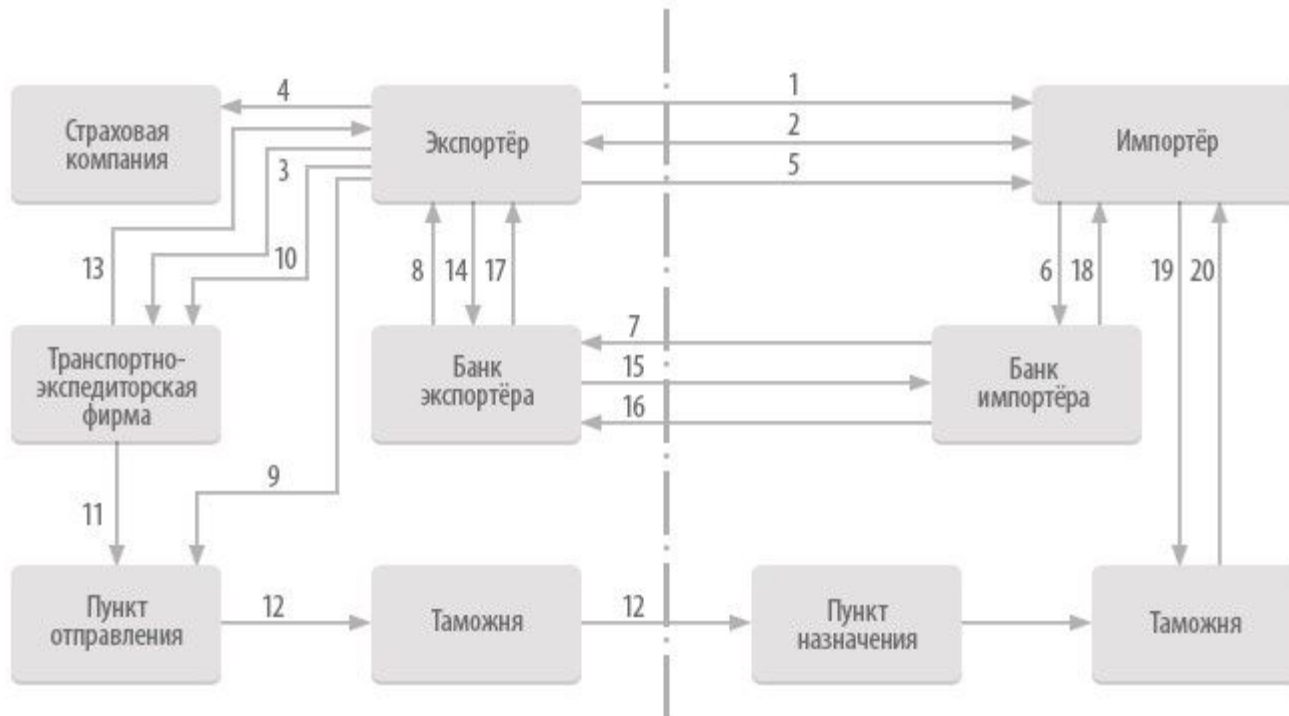 4
1
Страховая
компания
Экспортёр
2
Импортёр
3
5
13
10
8
14
17
6
18
19
20
Транспортно-
экспедиторская
фирма
Банк
экспортёра
7
15
16
Банк
импортёра
9
11
Пункт
отправления
12
Таможня
12
Пункт
назначения
Таможня